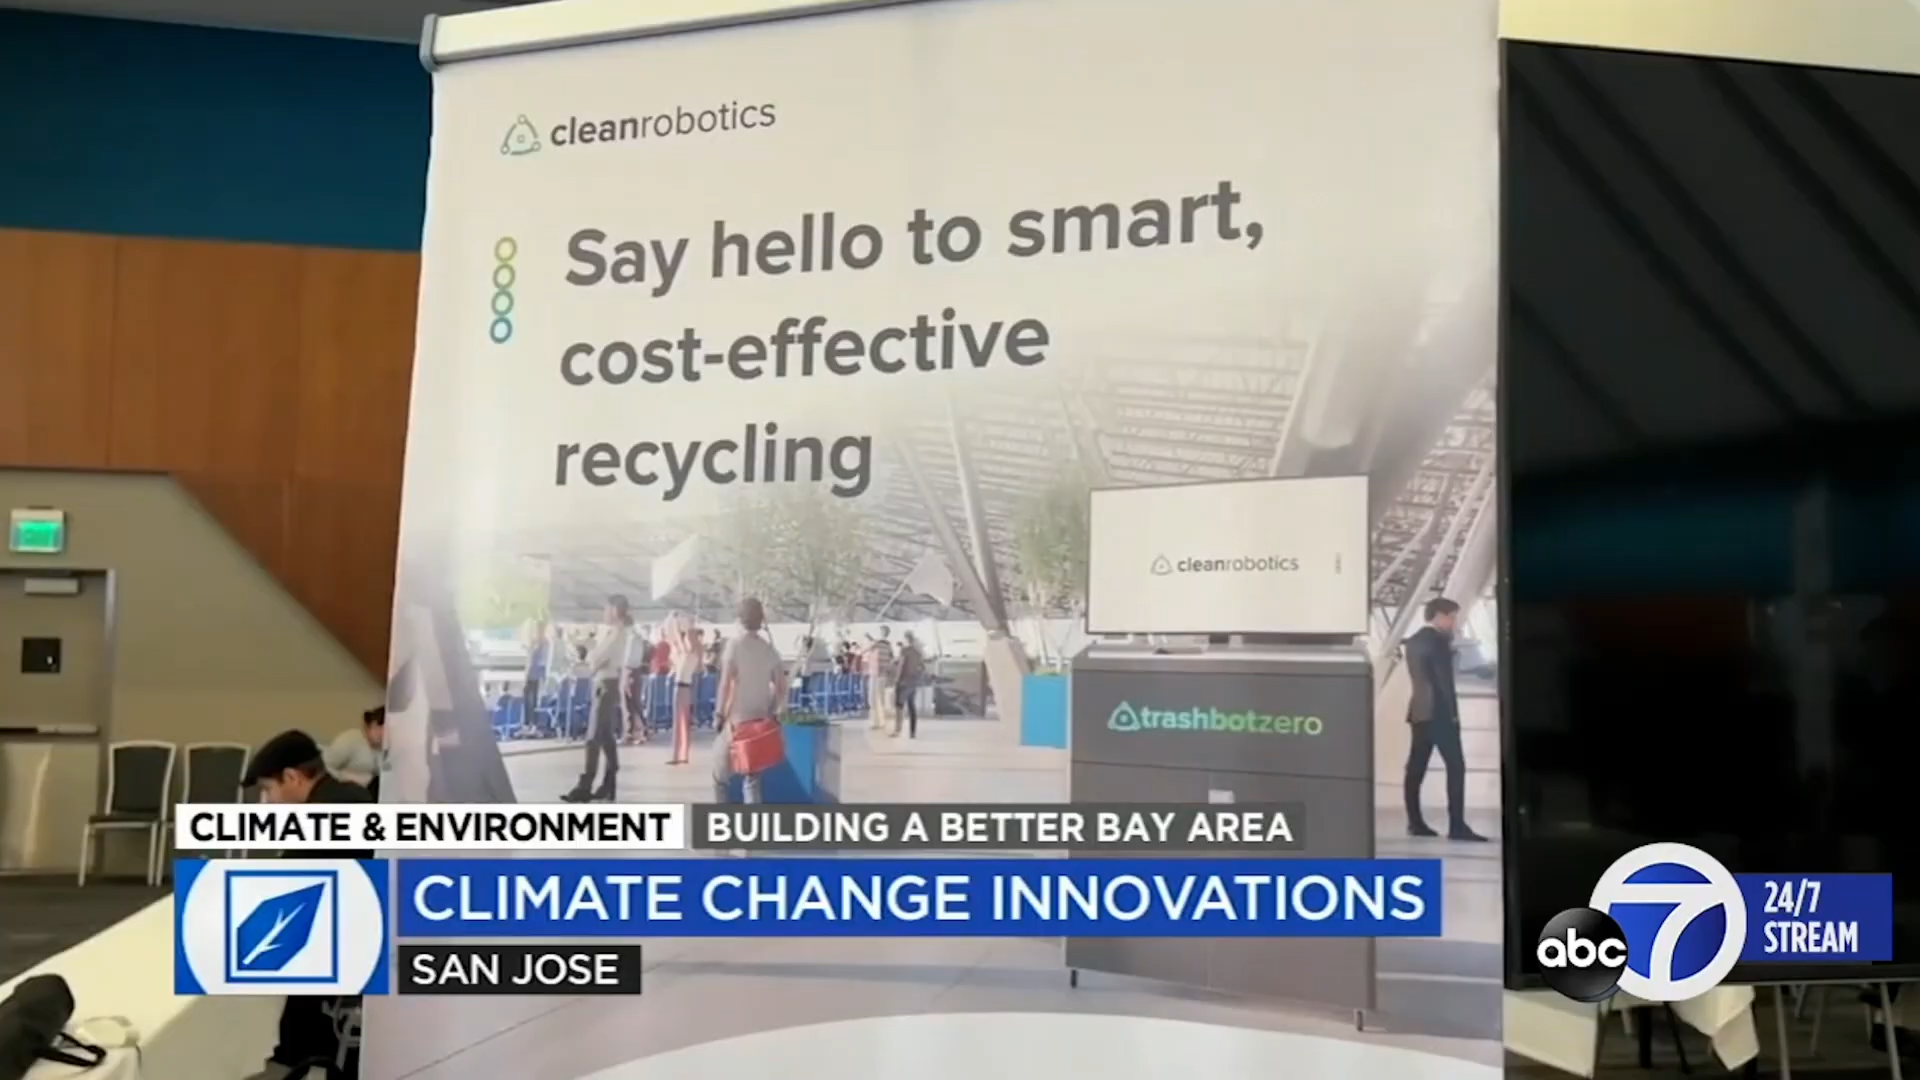 cleanrobotics
Say hello to smart,
cost-effective
recycling
cleanrobotics
trashbotzero
CLIMATE & ENVIRONMENT
BUILDING A BETTER BAY AREA
CLIMATE CHANGE INNOVATIONS
SAN JOSE
abc 7
24/7
STREAM